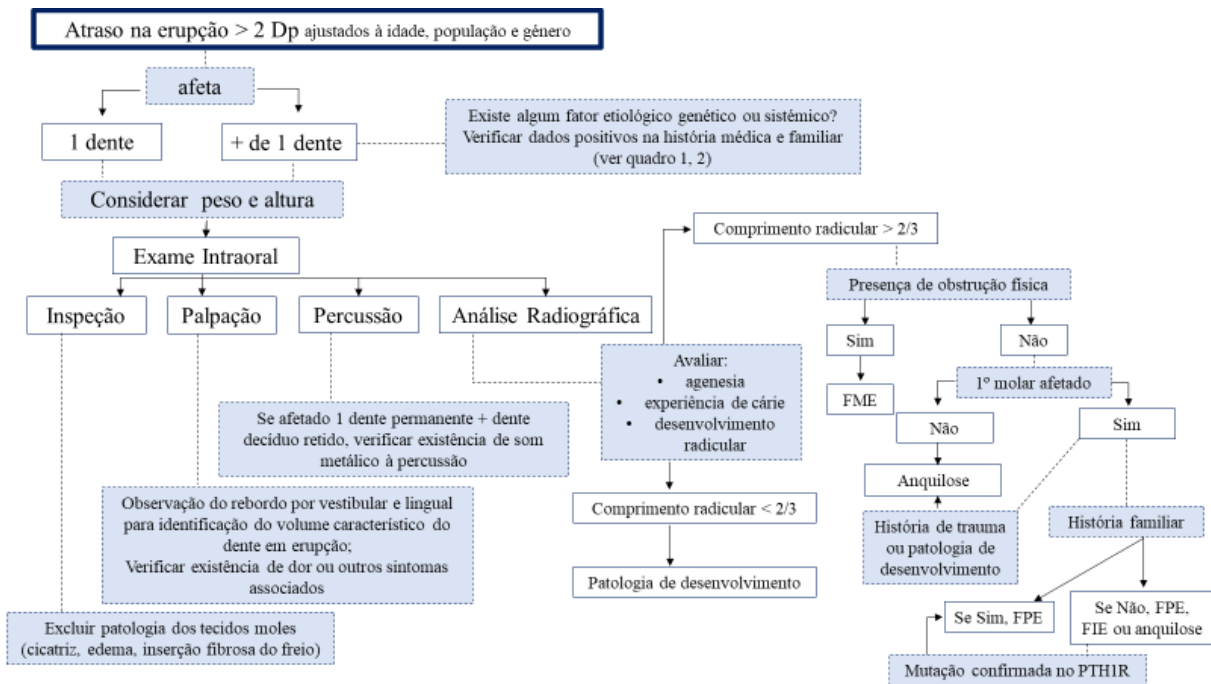 Atraso na erupção > 2 Dp ajustados à idade, população e género
afeta
1 dente
+ de 1 dente
Existe algum fator etiológico genético ou sistémico?
Verificar dados positivos na história médica e familiar
(ver quadro 1, 2)
Considerar peso e altura
Exame Intraoral
Inspeção
Palpação
Percussão
Análise Radiográfica
Comprimento radicular > 2/3
Presença de obstrução física
Sim
Não
FME
1º molar afetado
Não
Sim
Anquilose
Avaliar:
• agenesia
• experiência de cárie
• desenvolvimento
radicular
Se afetado 1 dente permanente + dente
decíduo retido, verificar existência de som
metálico à percussão
Observação do rebordo por vestibular e lingual
para identificação do volume característico do
dente em erupção;
Verificar existência de dor ou outros sintomas
associados
Comprimento radicular < 2/3
Patologia de desenvolvimento
História de trauma
ou patologia de
desenvolvimento
História familiar
Excluir patologia dos tecidos moles
(cicatriz, edema, inserção fibrosa do freio)
Se Sim, FPE
Se Não, FPE,
FIE ou anquilose
Mutação confirmada no PTH1R